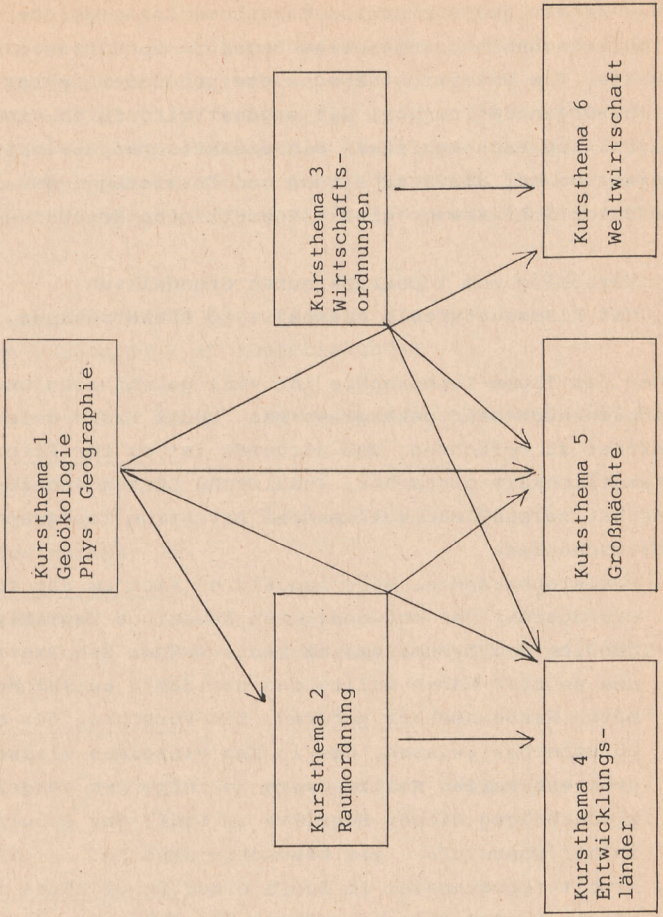 Kursthema 1
Geoökologie
Phys. Geographie
Kursthema 2
Raumordnung
Kursthema 3
Wirtschafts-
ordnungen
Kursthema 4
Entwicklungs-
länder
Kursthema 5
Großmächte
Kursthema 6
Weltwirtschaft